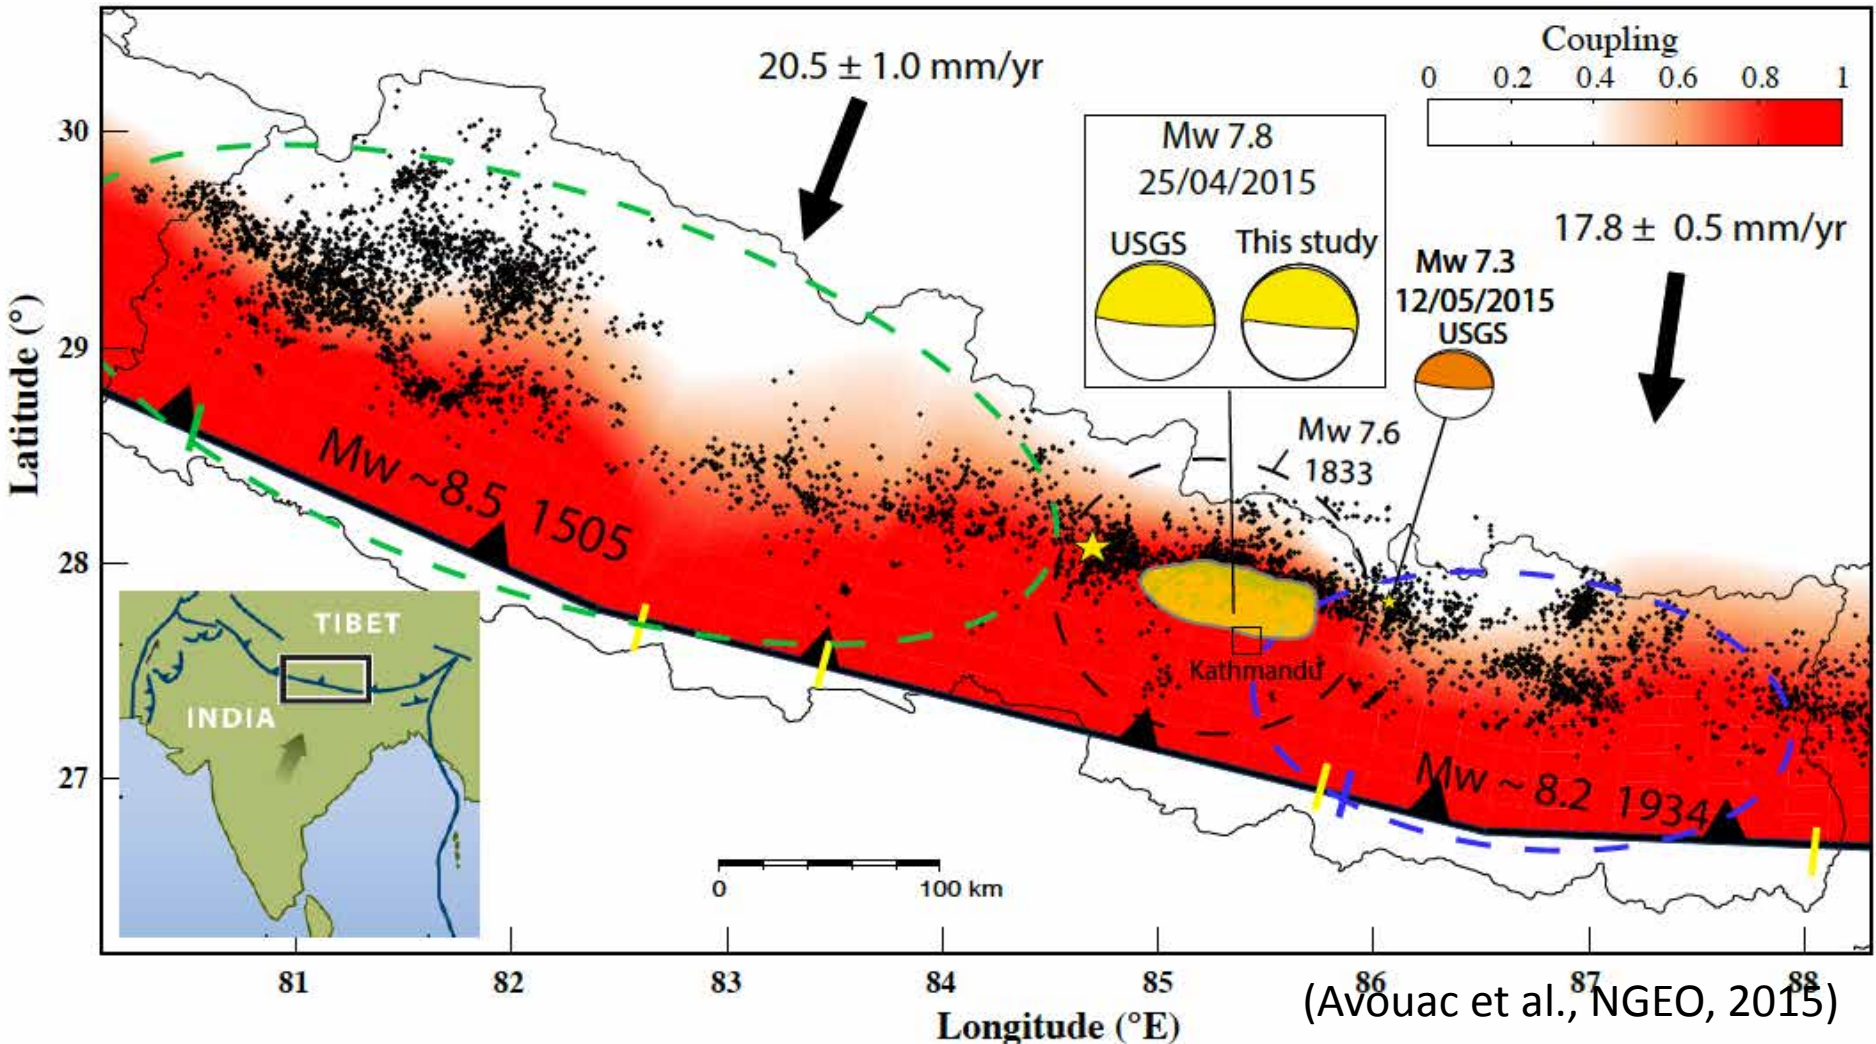 20.5 ± 1.0 mm/yr
Coupling
0 0.2 0.4 0.6 0.8 1
Mw 7.8
25/04/2015
USGS This study
17.8 ± 0.5 mm/yr
Mw 7.3
12/05/2015
USGS
Mw 7.6
1833
Mw ~8.5 1505
Kathmandu
Mw ~ 8.2 1934
TIBET
INDIA
0 100 km
Latitude (°)
30
29
28
27
81 82 83 84 85 86 87 88
Longitude (°E)
(Avouac et al., NGEO, 2015)